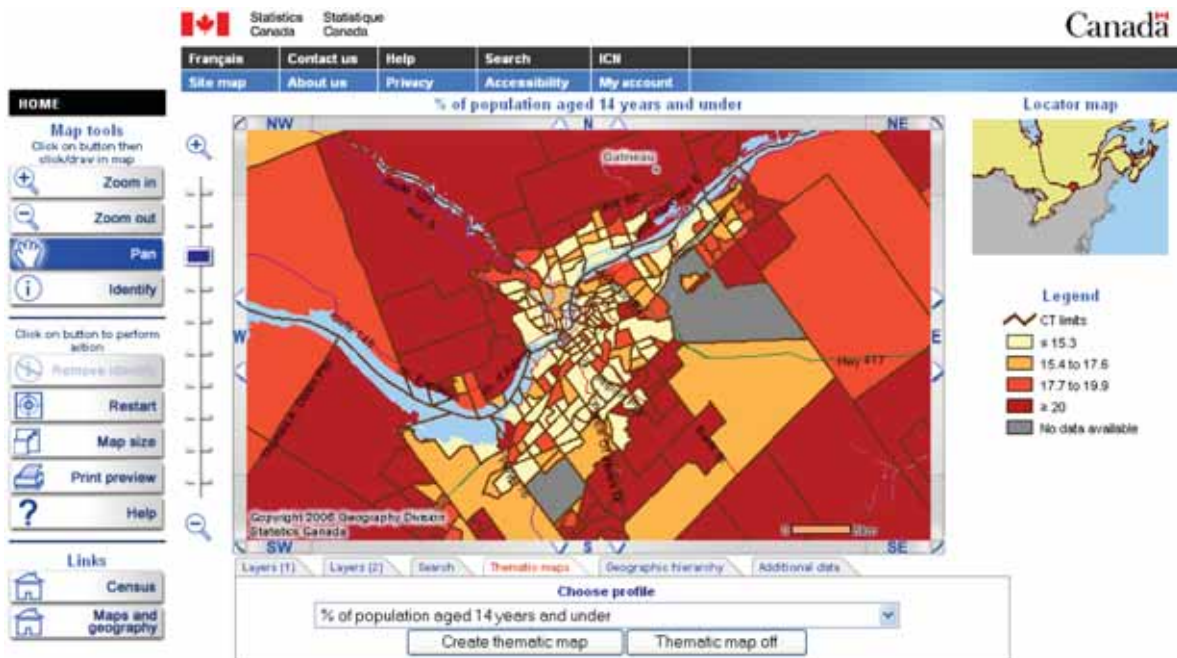 Statistics Statistique
Canada Canada
Canada
Français Contact us Help Search ICN
Site map About us Privacy Accessibility My account
HOME
% of population aged 14 years and under
Locator map
Map tools
Click on button then
click/draw in map
Zoom in
Zoom out
Pan
Identify
Click on button to perform
action
Remove identify
Restart
Map size
Print preview
Help
Links
Census
Maps and
geography
NW N NE
W E
SW S SE
Gatineau
Hwy 417
Copyright 2006 Geography Division
Statistics Canada
0 5km
Legend
CT limits
≤ 15.3
15.4 to 17.6
17.7 to 19.9
≥ 20
No data available
Layers (1) Layers (2) Search Thematic maps Geographic hierarchy Additional data
Choose profile
% of population aged 14 years and under
Create thematic map Thematic map off